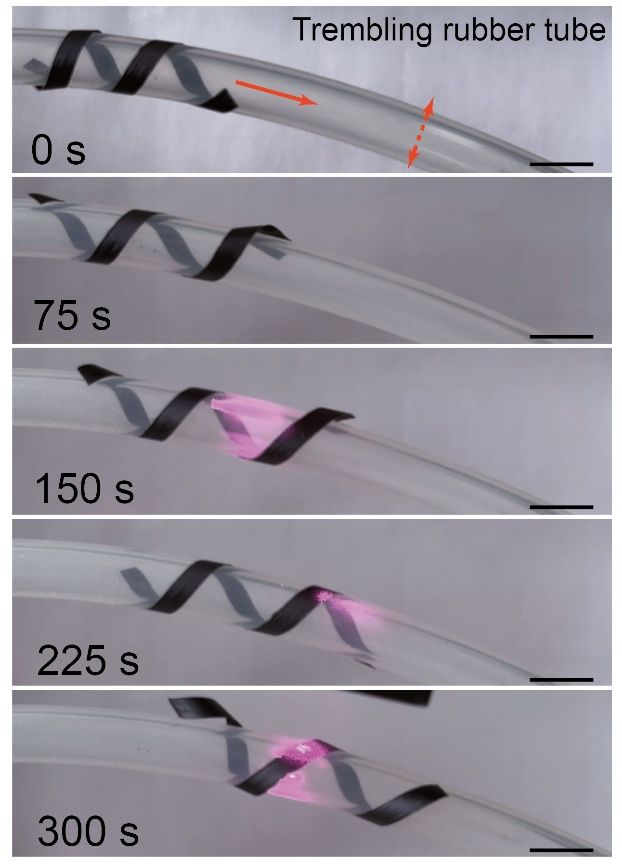 Trembling rubber tube
0 s
75 s
150 s
225 s
300 s